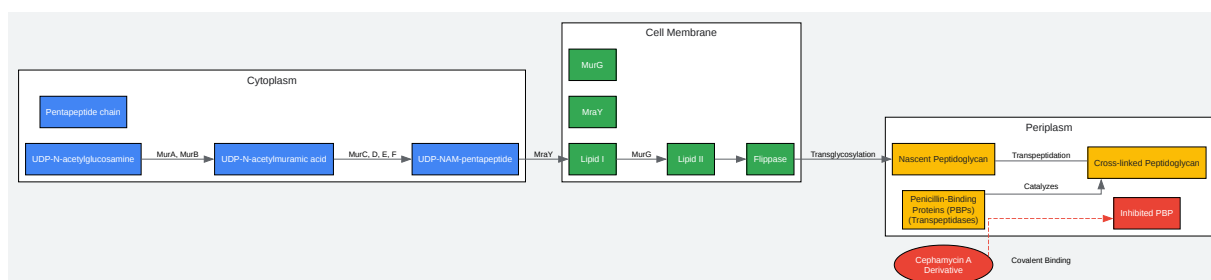 Cell Membrane
MurG
Cytoplasm
MraY
Pentapeptide chain
Periplasm
UDP-N-acetylglucosamine
MurA, MurB
UDP-N-acetylmuramic acid
MurC, D, E, F
UDP-NAM-pentapeptide
MraY
Lipid I
MurG
Lipid II
Flippase
Transglycosylation
Nascent Peptidoglycan
Transpeptidation
Cross-linked Peptidoglycan
Catalyzes
Penicillin-Binding
Proteins (PBPs)
(Transpeptidases)
Inhibited PBP
Cephamycin A
Derivative
Covalent Binding